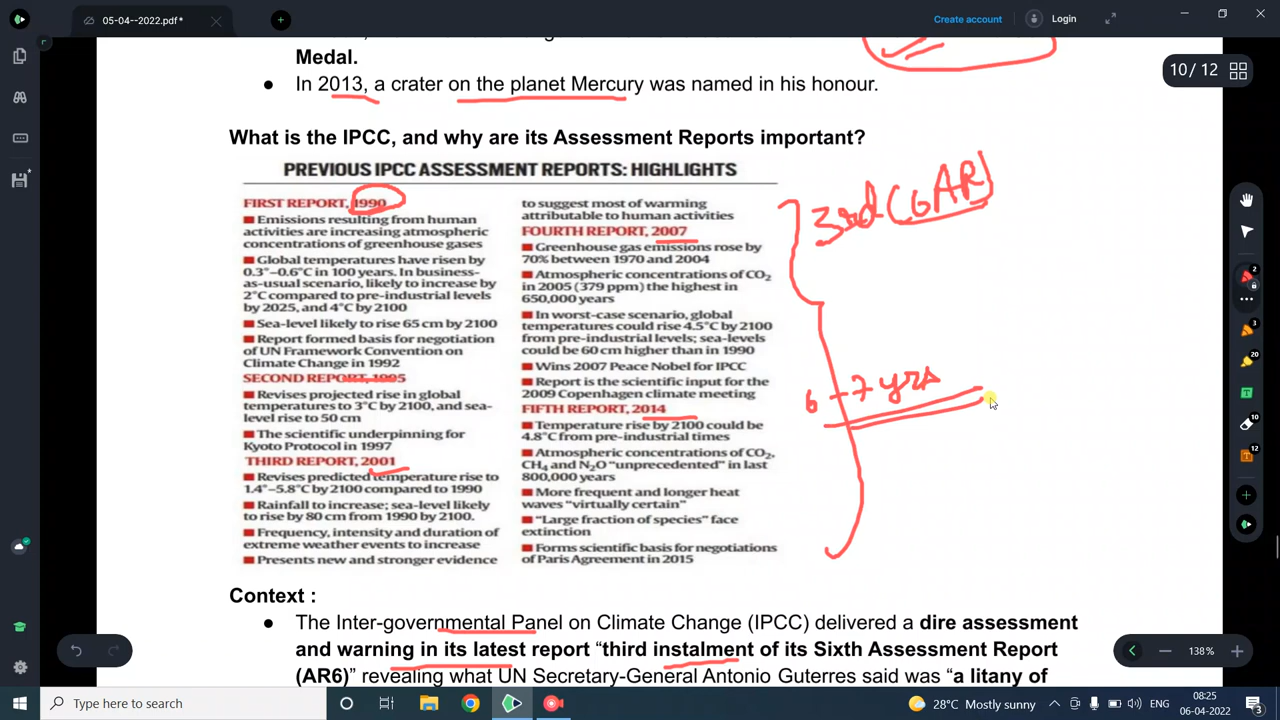 05-04--2022.pdf*
Create account
Login
10 / 12
Medal.
● In 2013, a crater on the planet Mercury was named in his honour.
What is the IPCC, and why are its Assessment Reports important?
PREVIOUS IPCC ASSESSMENT REPORTS: HIGHLIGHTS
FIRST REPORT, 1990
■ Emissions resulting from human
activities are increasing atmospheric
concentrations of greenhouse gases
■ Global temperatures have risen by
0.3°-0.6°C in 100 years. In business-
as-usual scenario, likely to increase by
2°C compared to pre-industrial levels
by 2025, and 4°C by 2100
■ Sea-level likely to rise 65 cm by 2100
■ Report formed basis for negotiation
of UN Framework Convention on
Climate Change in 1992
SECOND REPORT, 1995
■ Revises projected rise in global
temperatures to 3°C by 2100, and sea-
level rise to 50 cm
■ The scientific underpinning for
Kyoto Protocol in 1997
THIRD REPORT, 2001
■ Revises predicted temperature rise to
1.4°-5.8°C by 2100 compared to 1990
■ Rainfall to increase; sea-level likely
to rise by 80 cm from 1990 by 2100.
■ Frequency, intensity and duration of
extreme weather events to increase
■ Presents new and stronger evidence
to suggest most of warming
attributable to human activities
FOURTH REPORT, 2007
■ Greenhouse gas emissions rose by
70% between 1970 and 2004
■ Atmospheric concentrations of CO₂
in 2005 (379 ppm) the highest in
650,000 years
■ In worst-case scenario, global
temperatures could rise 4.5°C by 2100
from pre-industrial levels; sea-levels
could be 60 cm higher than in 1990
■ Wins 2007 Peace Nobel for IPCC
■ Report is the scientific input for the
2009 Copenhagen climate meeting
FIFTH REPORT, 2014
■ Temperature rise by 2100 could be
4.8°C from pre-industrial times
■ Atmospheric concentrations of CO₂,
CH₄ and N₂O "unprecedented" in last
800,000 years
■ More frequent and longer heat
waves "virtually certain"
■ "Large fraction of species" face
extinction
■ Forms scientific basis for negotiations
of Paris Agreement in 2015
3rd (6AR)
6-7 yrs
Context :
● The Inter-governmental Panel on Climate Change (IPCC) delivered a dire assessment
and warning in its latest report "third instalment of its Sixth Assessment Report
(AR6)" revealing what UN Secretary-General Antonio Guterres said was "a litany of
138%
Type here to search
28°C Mostly sunny
ENG
08:25
06-04-2022